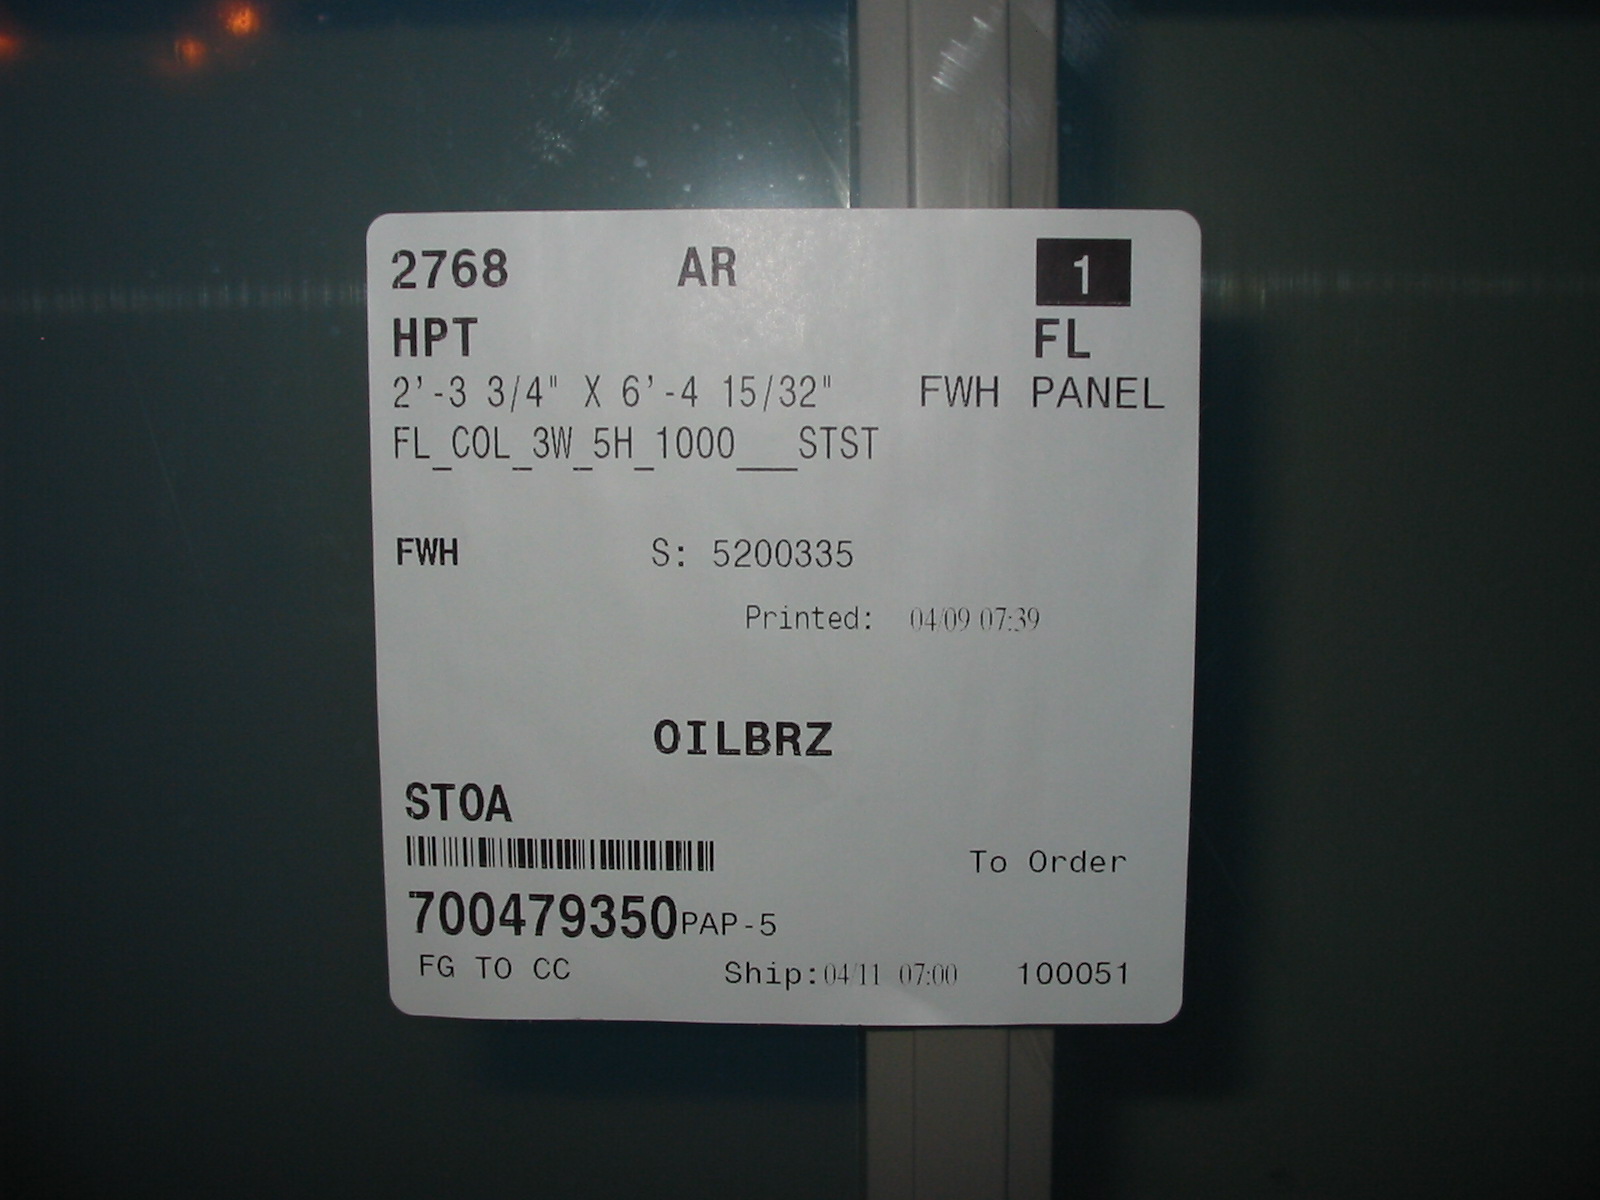 2768 AR 1
HPT FL
2'-3 3/4" X 6'-4 15/32" FWH PANEL
FL_COL_3W_5H_1000___STST
FWH S: 5200335
Printed: 04/09 07:39
OILBRZ
STOA
To Order
700479350PAP-5
FG TO CC Ship:04/11 07:00 100051